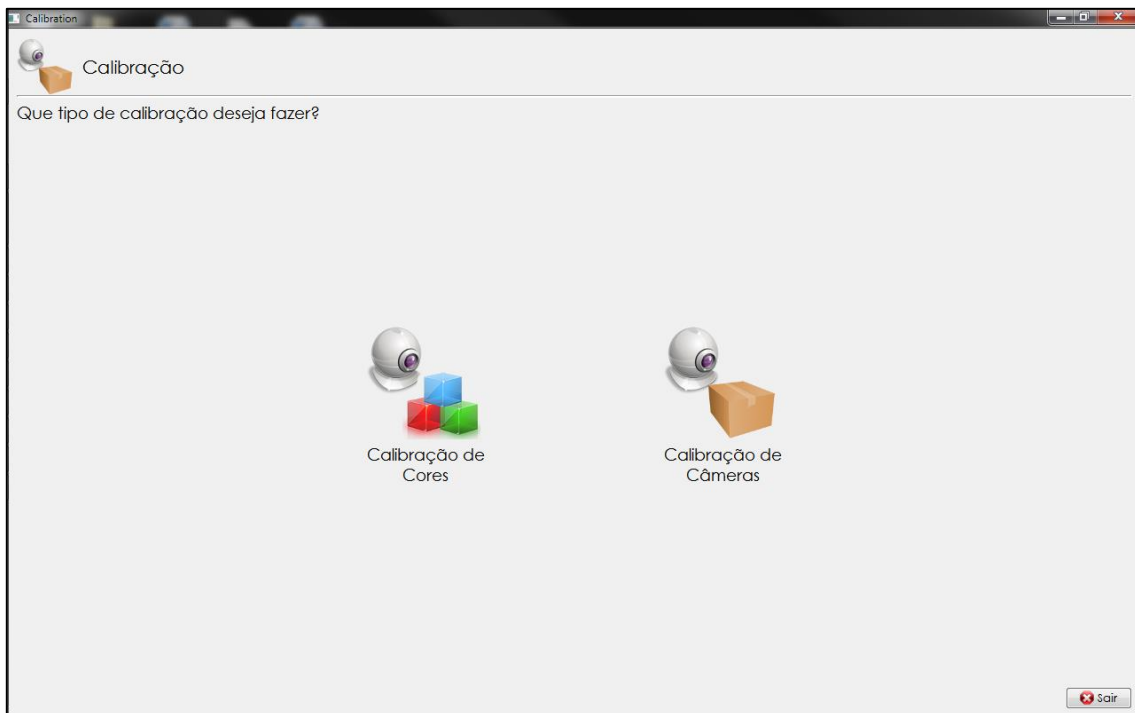 Calibration
Calibração
Que tipo de calibração deseja fazer?
Calibração de
Cores
Calibração de
Câmeras
Sair